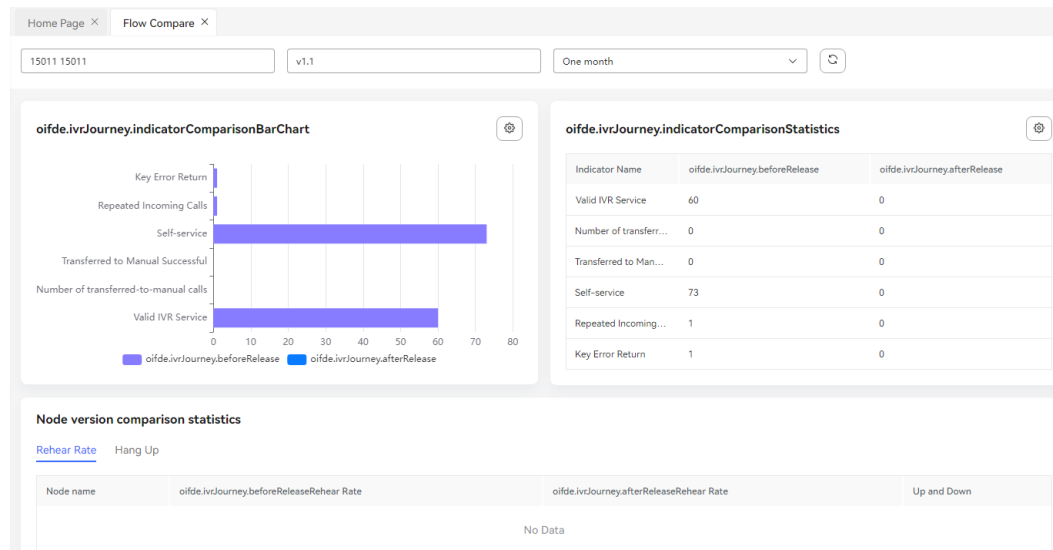 Home Page × Flow Compare ×
15011 15011 v1.1 One month
oifde.ivrJourney.indicatorComparisonBarChart
Key Error Return
Repeated Incoming Calls
Self-service
Transferred to Manual Successful
Number of transferred-to-manual calls
Valid IVR Service
0 10 20 30 40 50 60 70 80
oifde.ivrJourney.beforeRelease oifde.ivrJourney.afterRelease
oifde.ivrJourney.indicatorComparisonStatistics
Indicator Name oifde.ivrJourney.beforeRelease oifde.ivrJourney.afterRelease
Valid IVR Service 60 0
Number of transferr... 0 0
Transferred to Man... 0 0
Self-service 73 0
Repeated Incoming... 1 0
Key Error Return 1 0
Node version comparison statistics
Rehear Rate Hang Up
Node name oifde.ivrJourney.beforeReleaseRehear Rate oifde.ivrJourney.afterReleaseRehear Rate Up and Down
No Data